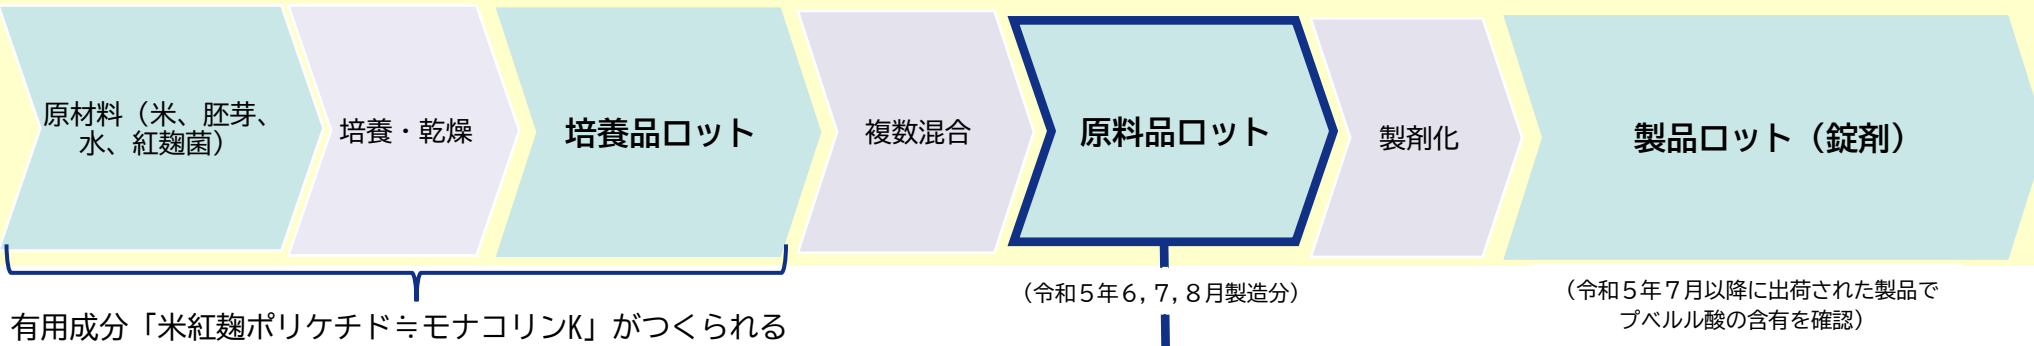 原材料（米、胚芽、
水、紅麹菌）
培養・乾燥
培養品ロット
複数混合
原料品ロット
製剤化
製品ロット（錠剤）
有用成分「米紅麹ポリケチド≒モナコリンK」がつくられる
（令和５年６,７,８月製造分）
（令和５年７月以降に出荷された製品で
プベルル酸の含有を確認）